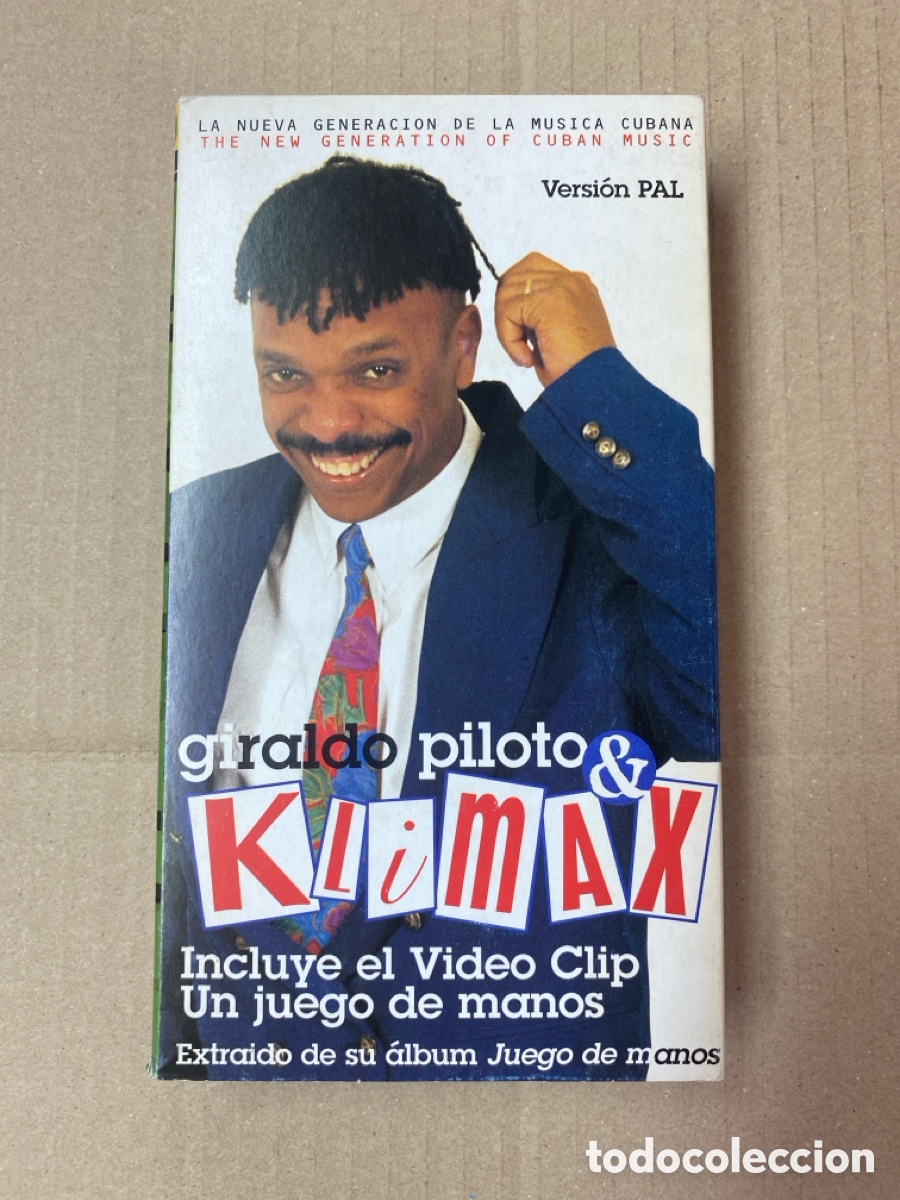 LA NUEVA GENERACION DE LA MUSICA CUBANA
THE NEW GENERATION OF CUBAN MUSIC
Versión PAL
giraldo piloto &
KLiMAX
Incluye el Video Clip
Un juego de manos
Extraido de su álbum Juego de manos
todocoleccion